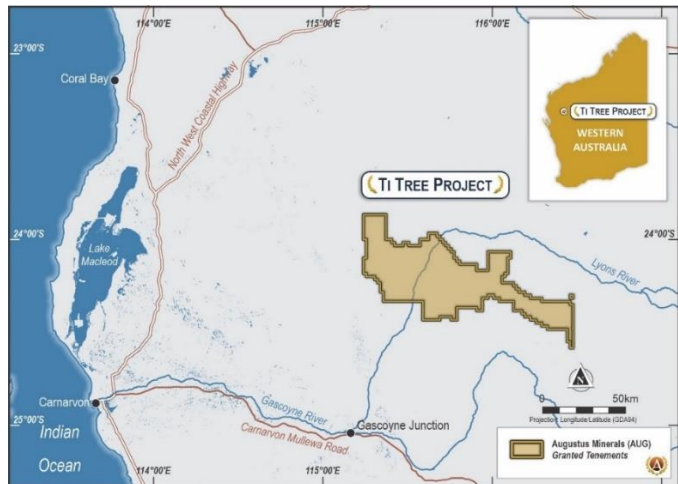 114°00'E
115°00'E
116°00'E
23°00'S
Coral Bay
North West Coastal Highway
TI TREE PROJECT
WESTERN
AUSTRALIA
TI TREE PROJECT
24°00'S
24°00'S
Lake
Macleod
Lyons River
Carnarvon
Gascoyne River
Carnarvon Mullewa Road.
Gascoyne Junction
25°00'S
Indian
Ocean
N
0 50km
Projection: Longitude/Latitude (GDA94)
Augustus Minerals (AUG)
Granted Tenements
114°00'E
115°00'E
116°00'E